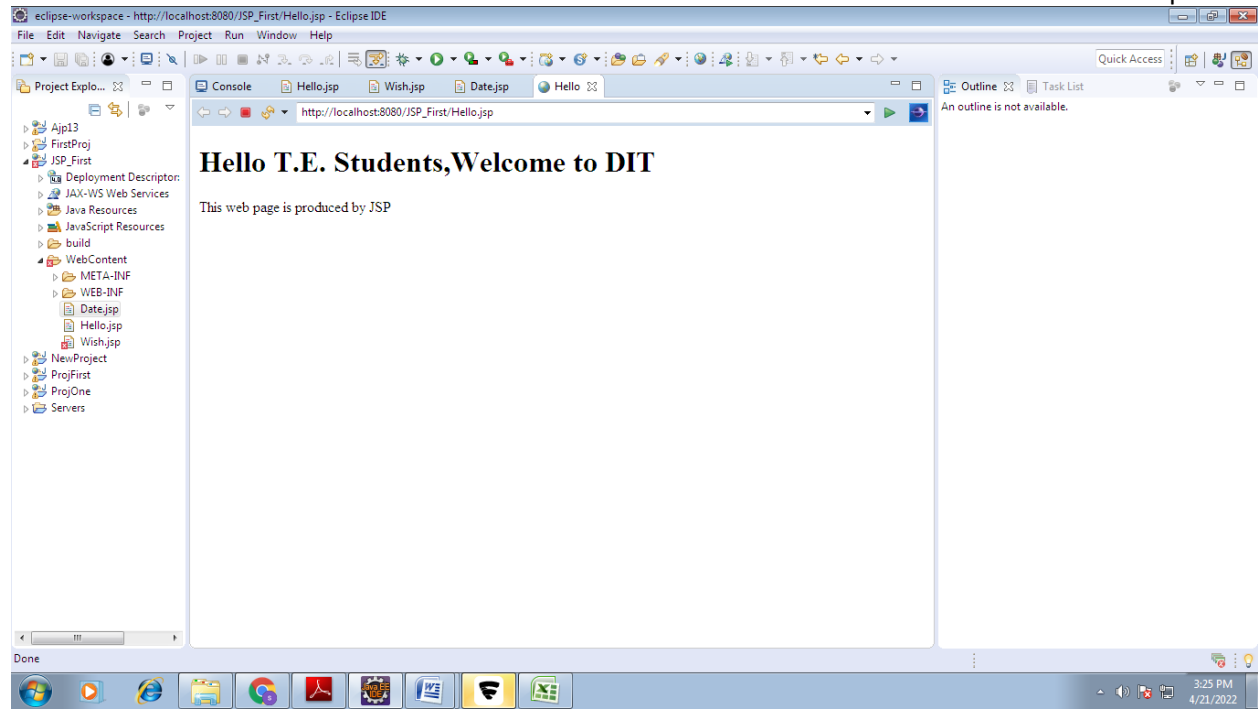 eclipse-workspace - http://localhost:8080/JSP_First/Hello.jsp - Eclipse IDE
File Edit Navigate Search Project Run Window Help
Quick Access
Project Explo...
Console Hello.jsp Wish.jsp Date.jsp Hello
Outline Task List
http://localhost:8080/JSP_First/Hello.jsp
An outline is not available.
Ajp13
FirstProj
JSP_First
Deployment Descriptor:
JAX-WS Web Services
Java Resources
JavaScript Resources
build
WebContent
META-INF
WEB-INF
Date.jsp
Hello.jsp
Wish.jsp
NewProject
ProjFirst
ProjOne
Servers
Hello T.E. Students,Welcome to DIT
This web page is produced by JSP
Done
Java EE
IDE
3:25 PM
4/21/2022